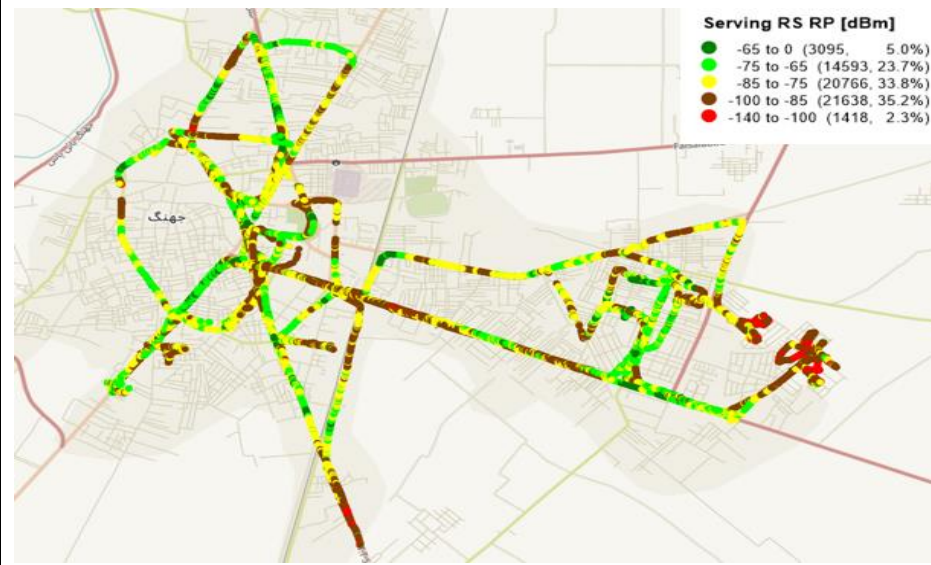 Serving RS RP [dBm]
-65 to 0 (3095, 5.0%)
-75 to -65 (14593, 23.7%)
-85 to -75 (20766, 33.8%)
-100 to -85 (21638, 35.2%)
-140 to -100 (1418, 2.3%)
جھنگ